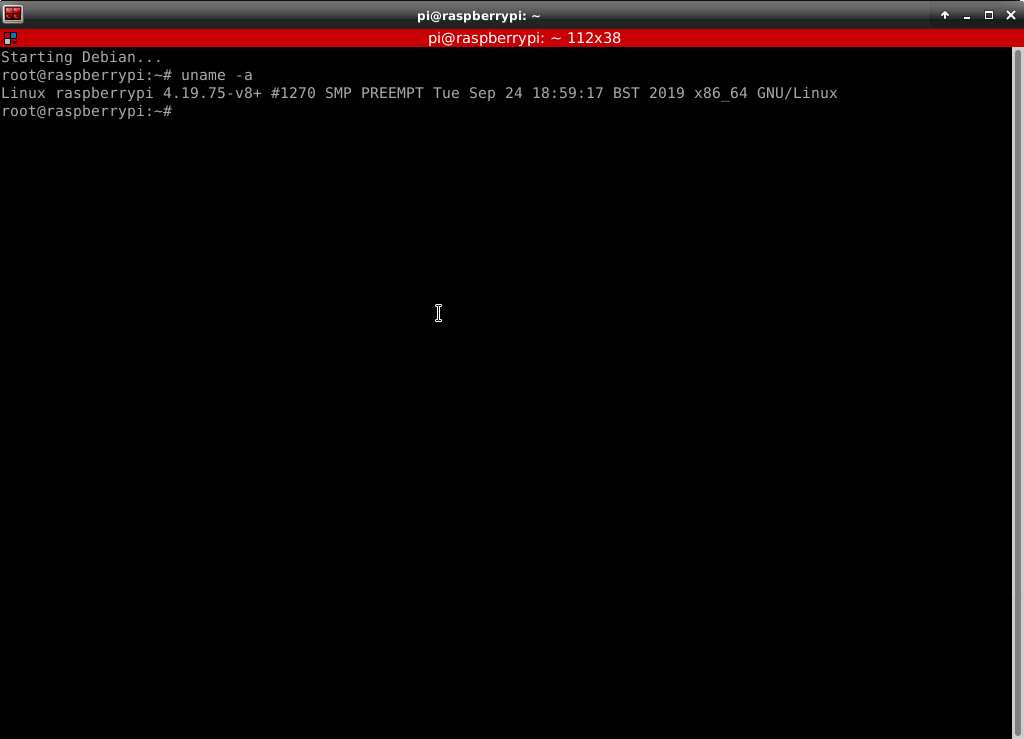 pi@raspberrypi: ~
pi@raspberrypi: ~ 112x38
Starting Debian...
root@raspberrypi:~# uname -a
Linux raspberrypi 4.19.75-v8+ #1270 SMP PREEMPT Tue Sep 24 18:59:17 BST 2019 x86_64 GNU/Linux
root@raspberrypi:~#